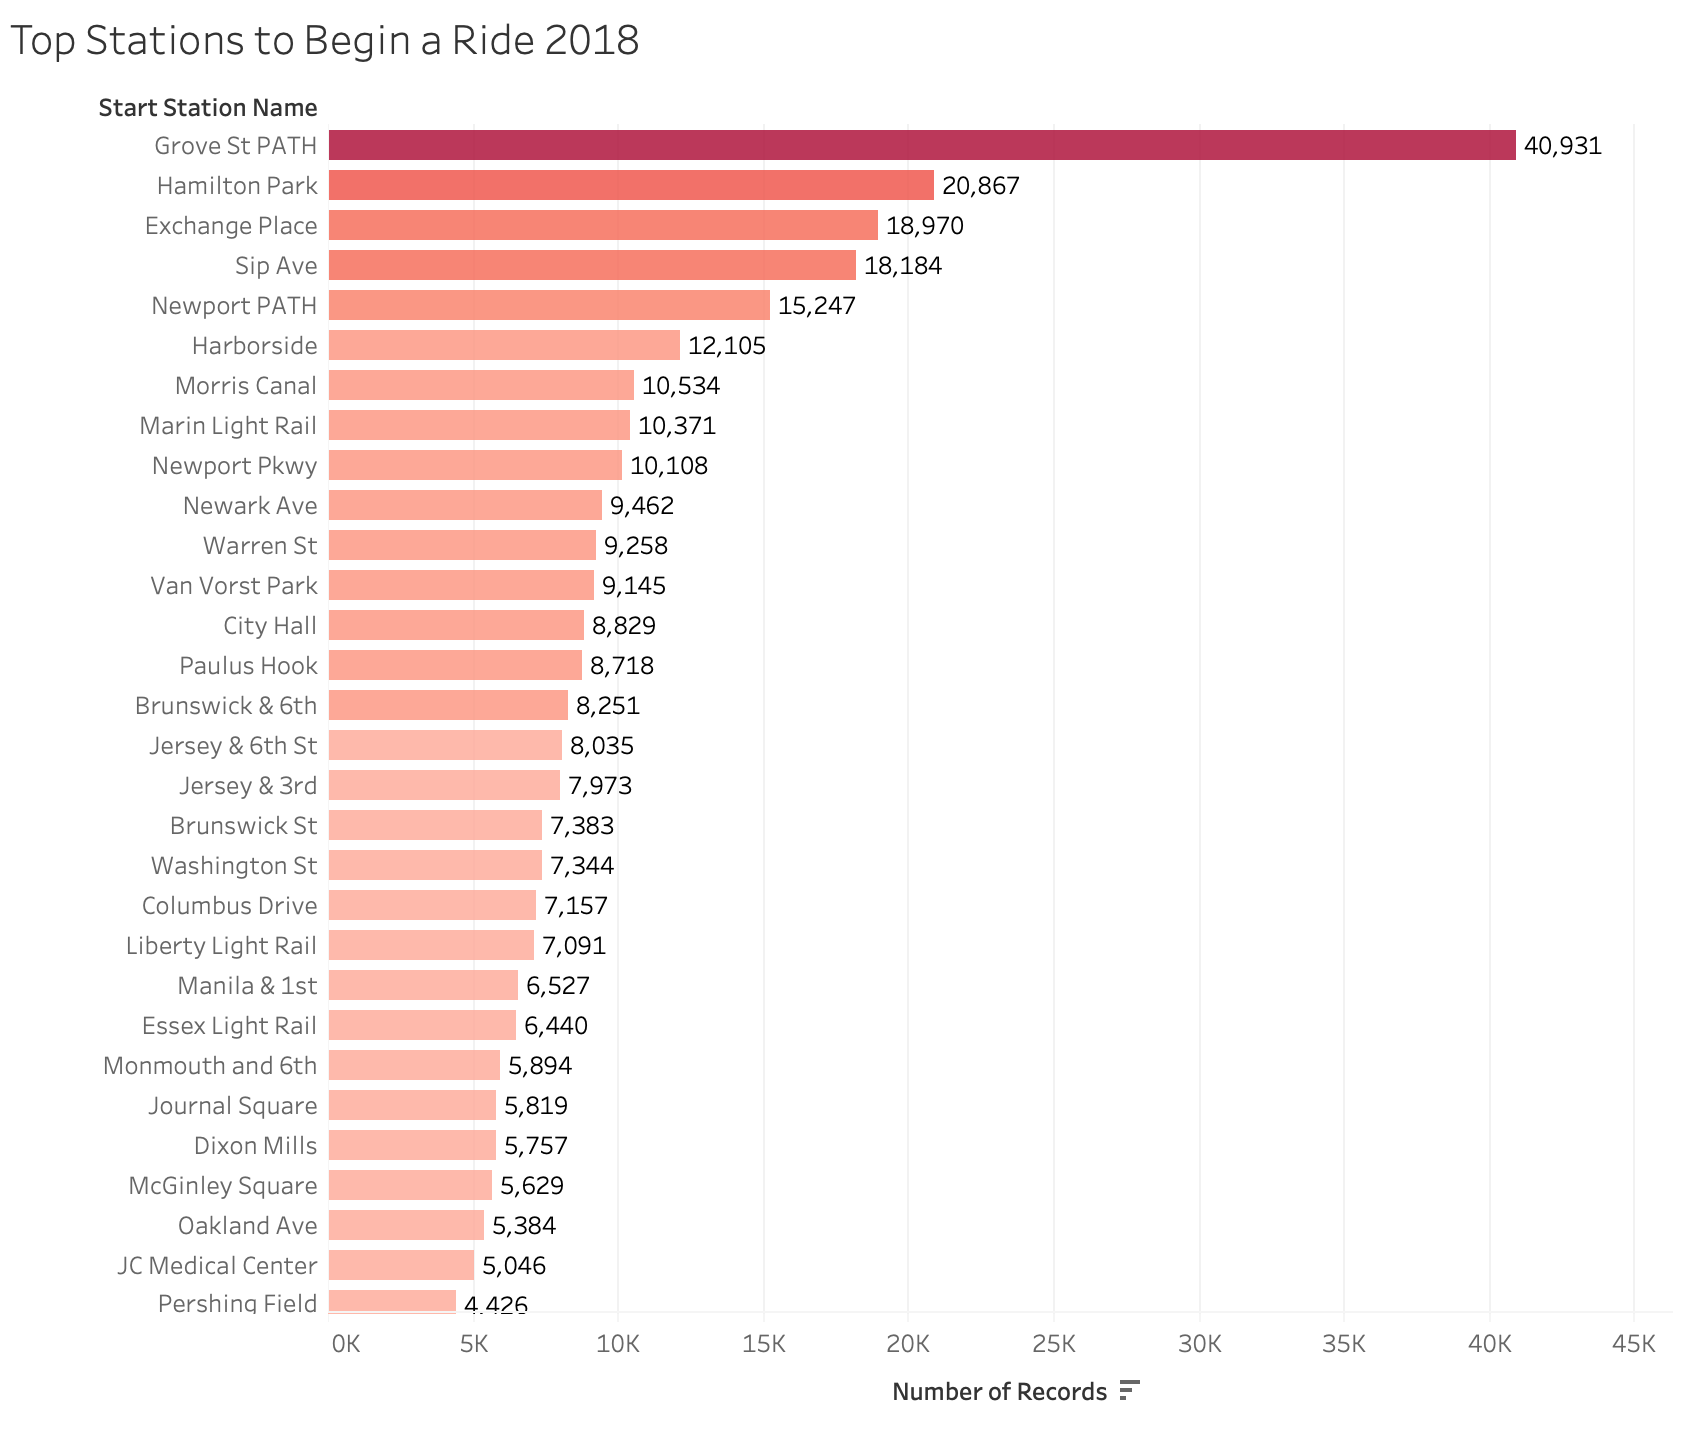 Top Stations to Begin a Ride 2018
Start Station Name
Grove St PATH 40,931
Hamilton Park 20,867
Exchange Place 18,970
Sip Ave 18,184
Newport PATH 15,247
Harborside 12,105
Morris Canal 10,534
Marin Light Rail 10,371
Newport Pkwy 10,108
Newark Ave 9,462
Warren St 9,258
Van Vorst Park 9,145
City Hall 8,829
Paulus Hook 8,718
Brunswick & 6th 8,251
Jersey & 6th St 8,035
Jersey & 3rd 7,973
Brunswick St 7,383
Washington St 7,344
Columbus Drive 7,157
Liberty Light Rail 7,091
Manila & 1st 6,527
Essex Light Rail 6,440
Monmouth and 6th 5,894
Journal Square 5,819
Dixon Mills 5,757
McGinley Square 5,629
Oakland Ave 5,384
JC Medical Center 5,046
Pershing Field 4,426
0K 5K 10K 15K 20K 25K 30K 35K 40K 45K
Number of Records